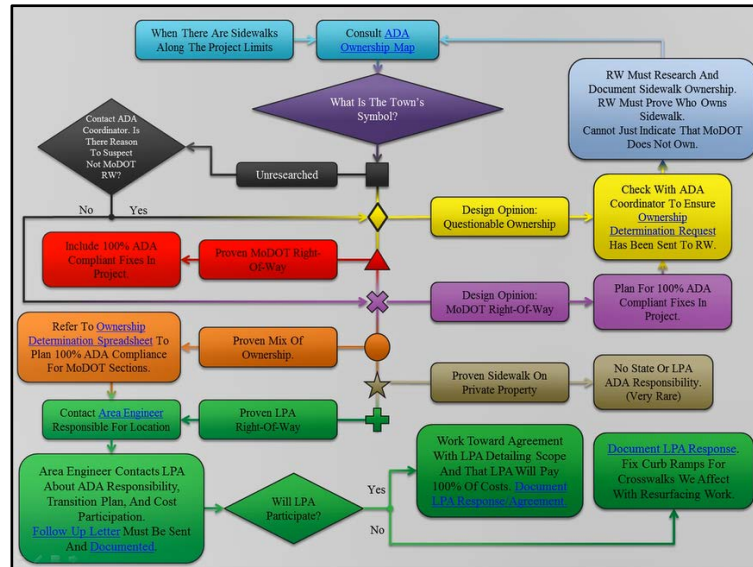 When There Are Sidewalks
Along The Project Limits
Consult ADA
Ownership Map
What Is The Town's
Symbol?
RW Must Research And
Document Sidewalk Ownership.
RW Must Prove Who Owns
Sidewalk.
Cannot Just Indicate That MoDOT
Does Not Own.
Contact ADA
Coordinator. Is
There Reason
To Suspect
Not MoDOT
RW?
Unresearched
No
Yes
Design Opinion:
Questionable Ownership
Check With ADA
Coordinator To Ensure
Ownership
Determination Request
Has Been Sent To RW.
Include 100% ADA
Compliant Fixes In
Project.
Proven MoDOT Right-
Of-Way
Design Opinion:
MoDOT Right-Of-Way
Plan For 100% ADA
Compliant Fixes In
Project.
Refer To Ownership
Determination Spreadsheet To
Plan 100% ADA Compliance
For MoDOT Sections.
Proven Mix Of
Ownership.
Proven Sidewalk On
Private Property
No State Or LPA
ADA Responsibility.
(Very Rare)
Contact Area Engineer
Responsible For Location
Proven LPA
Right-Of-Way
Area Engineer Contacts LPA
About ADA Responsibility,
Transition Plan, And Cost
Participation.
Follow Up Letter Must Be Sent
And Documented.
Will LPA
Participate?
Yes
No
Work Toward Agreement
With LPA Detailing Scope
And That LPA Will Pay
100% Of Costs. Document
LPA Response/Agreement.
Document LPA Response.
Fix Curb Ramps For
Crosswalks We Affect
With Resurfacing Work.